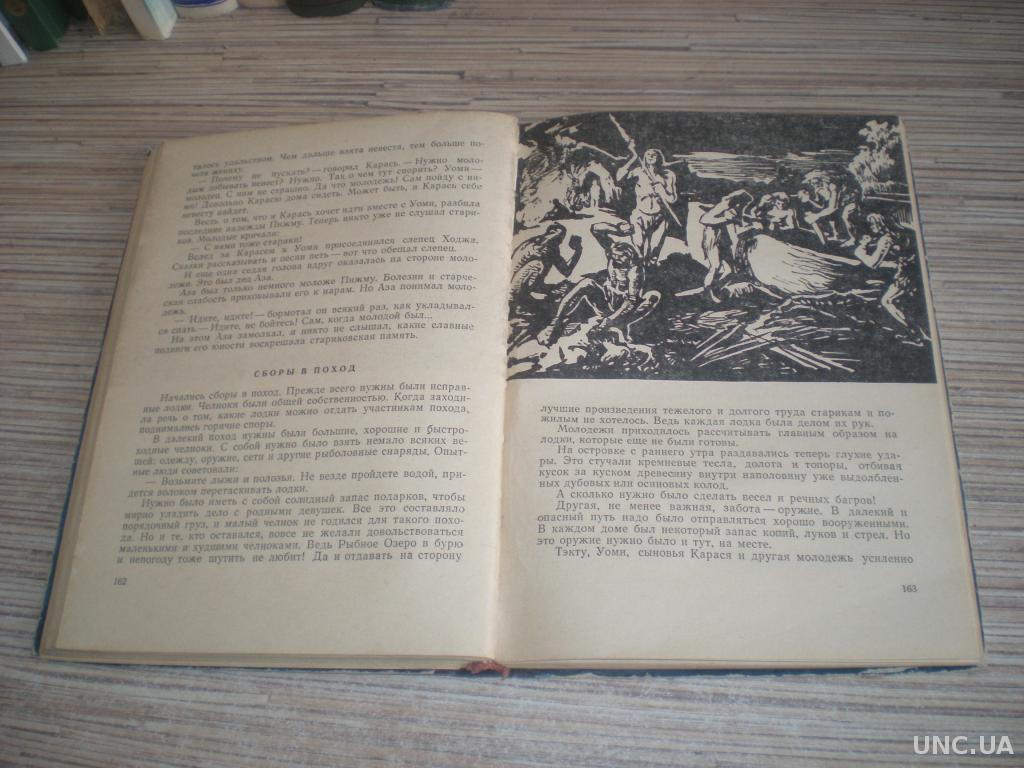 талось удальством. Чем дальше взята невеста, тем больше по-
чета жениху.
— Почему не пускать? — говорил Карась. — Нужно моло-
дым добывать невест? Нужно. Так о чем тут спорить? Уоми —
молодец. С ним не страшно. Да что молодежь! Сам пойду с ни-
ми! Довольно Карасю дома сидеть. Может быть, и Карась себе
невесту найдет.
Весть о том, что и Карась хочет идти вместе с Уоми, разбила
последние надежды Пижму. Теперь никто уже не слушал стари-
ков. Молодые кричали:
— С нами тоже старики!
Вслед за Карасем к Уоми присоединился слепец Ходжа.
Сказки рассказывать и песни петь — вот что обещал слепец.
И еще одна седая голова вдруг оказалась на стороне моло-
дежи. Это был дед Аза.
Аза был только немного моложе Пижму. Болезни и старче-
ская слабость приковывали его к нарам. Но Аза понимал моло-
дежь.
— Идите, идите! — бормотал он всякий раз, как укладывал-
ся спать. — Идите, не бойтесь! Сам, когда молодой был...
На этом Аза замолкал, и никто не слышал, какие славные
подвиги его юности воскрешала стариковская память.
СБОРЫ В ПОХОД
Начались сборы в поход. Прежде всего нужны были исправ-
ные лодки. Челноки были общей собственностью. Когда заходи-
ла речь о том, какие лодки можно отдать участникам похода,
поднимались горячие споры.
В далекий поход нужны были большие, хорошие и быстро-
ходные челноки. С собой нужно было взять немало всяких ве-
щей: одежду, оружие, сети и другие рыболовные снаряды. Опыт-
ные люди советовали:
— Возьмите лыжи и полозья. Не везде пройдете водой, при-
дется волоком перетаскивать лодки.
Нужно было иметь с собой солидный запас подарков, чтобы
мирно уладить дело с родными девушек. Все это составляло
порядочный груз, и малый челнок не годился для такого похо-
да. Но и те, кто оставался, вовсе не желали довольствоваться
маленькими и худшими челноками. Ведь Рыбное Озеро в бурю
и непогоду тоже шутить не любит! Да и отдавать на сторону
162
лучшие произведения тяжелого и долгого труда старикам и по-
жилым не хотелось. Ведь каждая лодка была делом их рук.
Молодежи приходилось рассчитывать главным образом на
лодки, которые еще не были готовы.
На островке с раннего утра раздавались теперь глухие уда-
ры. Это стучали кремневые тесла, долота и топоры, отбивая
кусок за куском древесину внутри наполовину уже выдолблен-
ных дубовых или осиновых колод.
А сколько нужно было сделать весел и речных багров!
Другая, не менее важная, забота — оружие. В далекий и
опасный путь надо было отправляться хорошо вооруженными.
В каждом доме был некоторый запас копий, луков и стрел. Но
это оружие нужно было и тут, на месте.
Тэкту, Уоми, сыновья Карася и другая молодежь усиленно
163
UNC.UA